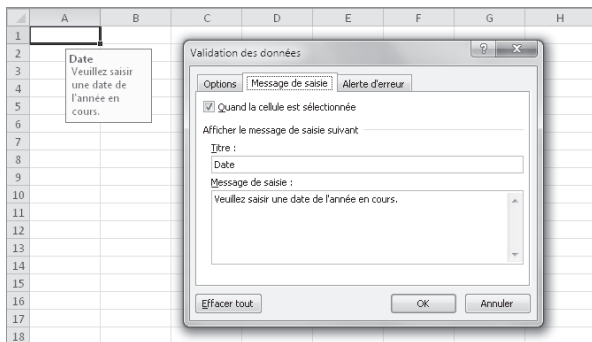 A B C D E F G H
1
2
3
4
5
6
7
8
9
10
11
12
13
14
15
16
17
18
Date
Veuillez saisir
une date de
l'année en
cours.
Validation des données
Options Message de saisie Alerte d'erreur
Quand la cellule est sélectionnée
Afficher le message de saisie suivant
Titre :
Date
Message de saisie :
Veuillez saisir une date de l'année en cours.
Effacer tout OK Annuler